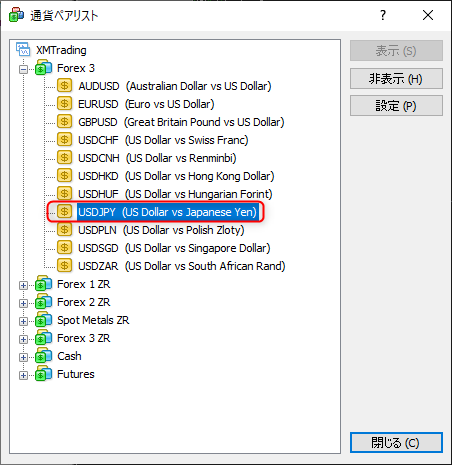 通貨ペアリスト
?
XMTrading
Forex 3
AUDUSD (Australian Dollar vs US Dollar)
EURUSD (Euro vs US Dollar)
GBPUSD (Great Britain Pound vs US Dollar)
USDCHF (US Dollar vs Swiss Franc)
USDCNH (US Dollar vs Renminbi)
USDHKD (US Dollar vs Hong Kong Dollar)
USDHUF (US Dollar vs Hungarian Forint)
USDJPY (US Dollar vs Japanese Yen)
USDPLN (US Dollar vs Polish Zloty)
USDSGD (US Dollar vs Singapore Dollar)
USDZAR (US Dollar vs South African Rand)
Forex 1 ZR
Forex 2 ZR
Spot Metals ZR
Forex 3 ZR
Cash
Futures
表示 (S)
非表示 (H)
設定 (P)
閉じる (C)